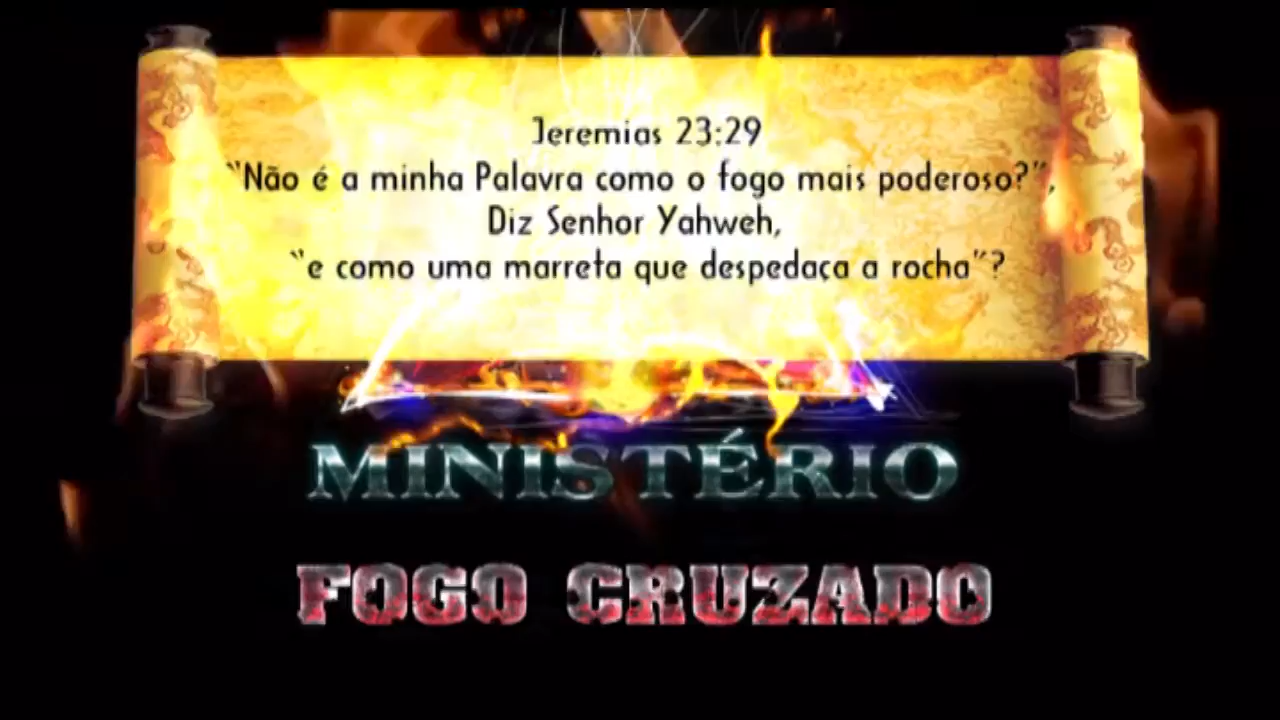 Jeremias 23:29
“Não é a minha Palavra como o fogo mais poderoso?”,
Diz Senhor Yahweh,
“e como uma marreta que despedaça a rocha”?
MINISTÉRIO
FOGO CRUZADO